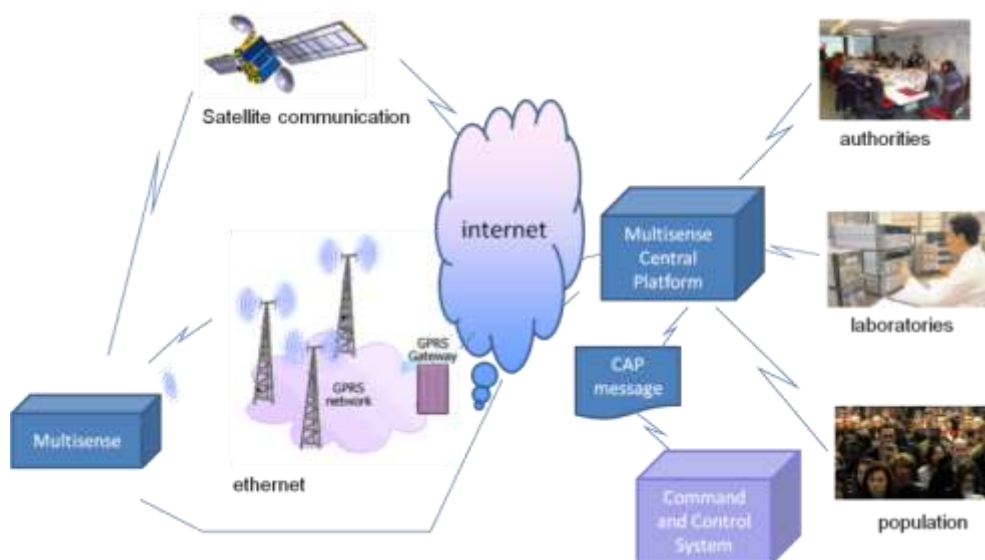 Satellite communication
authorities
internet
Multisense
Central
Platform
laboratories
GPRS
Gateway
GPRS
network
CAP
message
Multisense
ethernet
Command
and Control
System
population